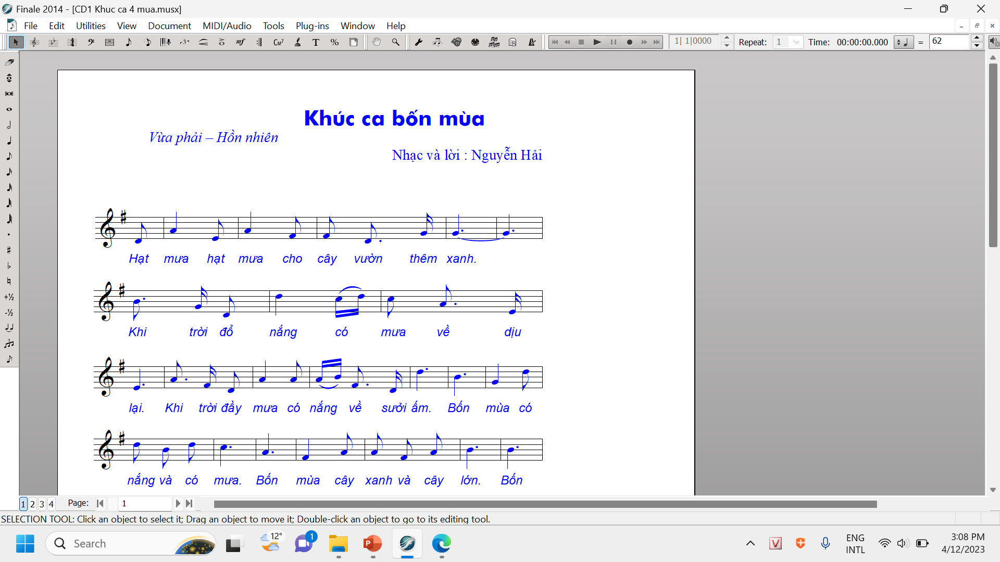 Finale 2014 - [CD1 Khuc ca 4 mua.musx]
File Edit Utilities View Document MIDI/Audio Tools Plug-ins Window Help
1| 1|0000 Repeat: 1 Time: 00:00:00.000 = 62
Khúc ca bốn mùa
Vừa phải – Hồn nhiên
Nhạc và lời : Nguyễn Hải
Hạt mưa hạt mưa cho cây vườn thêm xanh.
Khi trời đổ nắng có mưa về dịu
lại. Khi trời đầy mưa có nắng về sưởi ấm. Bốn mùa có
nắng và có mưa. Bốn mùa cây xanh và cây lớn. Bốn
1 2 3 4 Page: 1
SELECTION TOOL: Click an object to select it; Drag an object to move it; Double-click an object to go to its editing tool.
Search 12° 1 ENG INTL 3:08 PM 4/12/2023